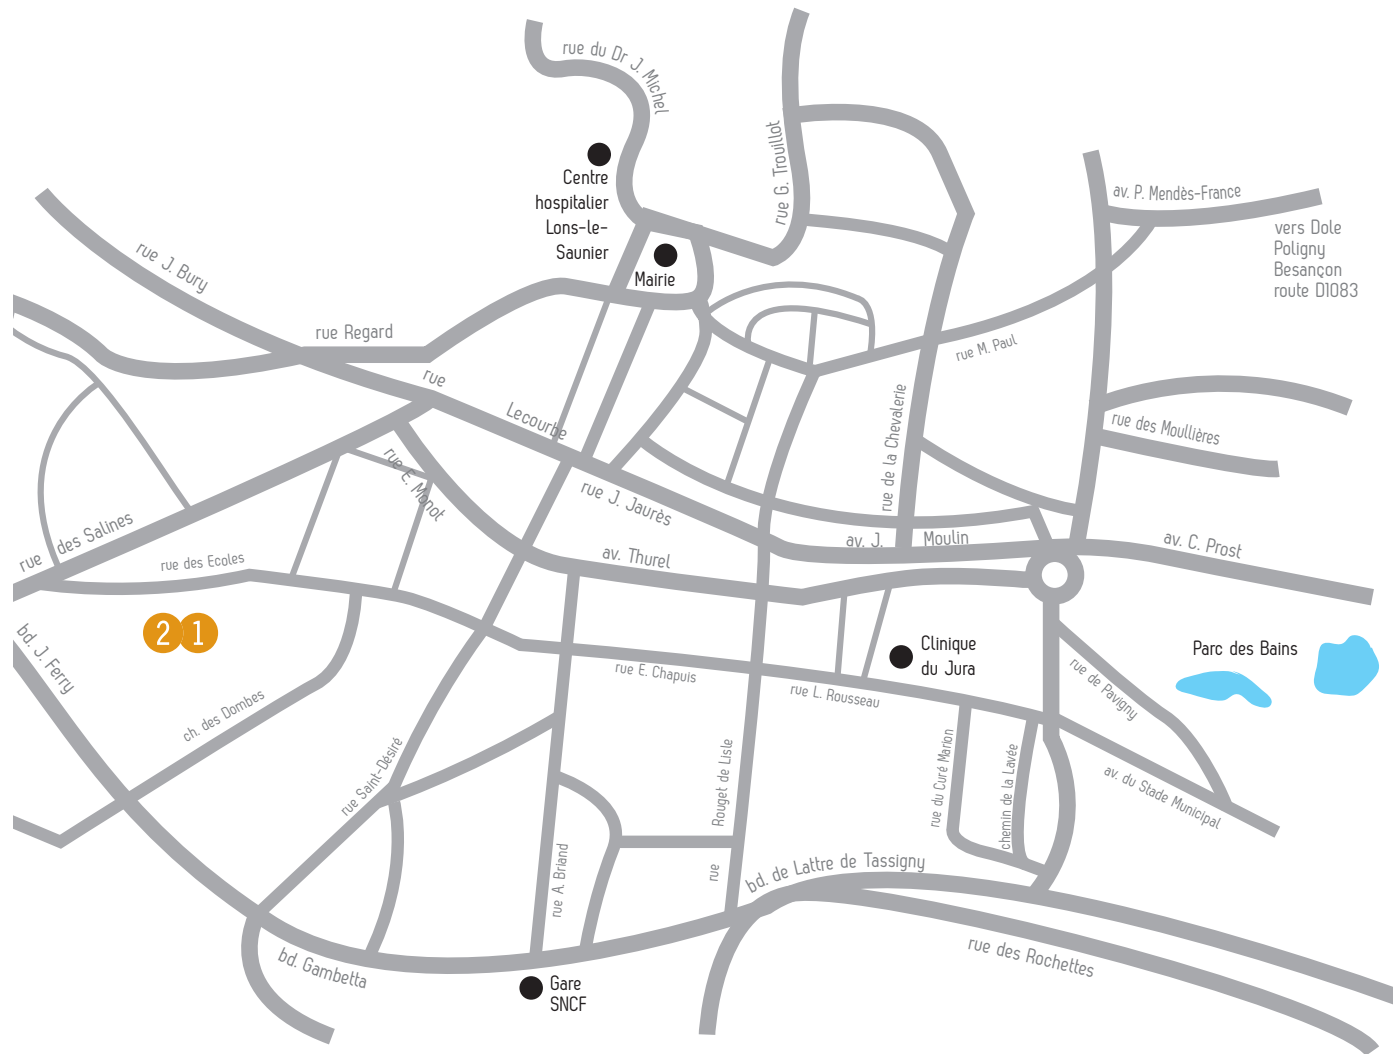 rue du Dr J. Michel
rue G. Trouillot
Centre
hospitalier
Lons-le-
Saunier
Mairie
av. P. Mendès-France
vers Dole
Poligny
Besançon
route D1083
rue J. Bury
rue Regard
rue M. Paul
rue
Lecourbe
rue de la Chevalerie
rue des Moullières
rue E. Monot
rue J. Jaurès
rue des Salines
av. J. Moulin
av. C. Prost
rue des Ecoles
av. Thurel
2 1
bd. J. Ferry
Clinique
du Jura
Parc des Bains
rue E. Chapuis
rue L. Rousseau
rue de Pavigny
ch. des Dombes
rue Saint-Désiré
rue Rouget de Lisle
rue du Curé Marion
chemin de la Lavée
av. du Stade Municipal
rue A. Briand
bd. de Lattre de Tassigny
bd. Gambetta
rue des Rochettes
Gare
SNCF